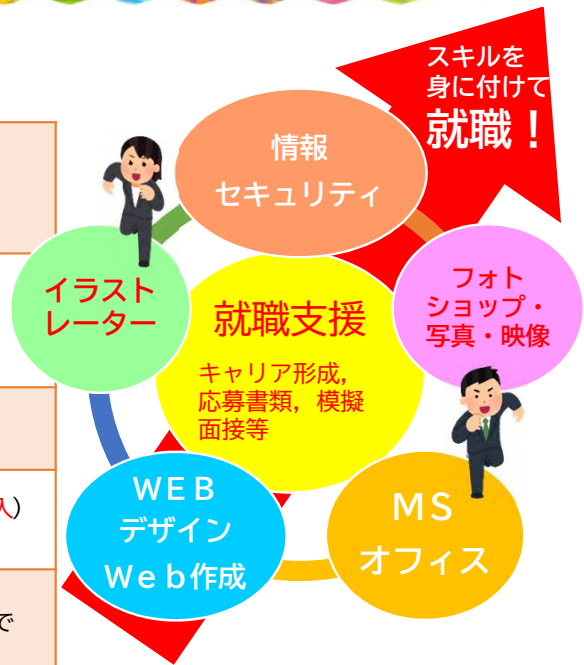 スキルを
身に付けて
就職！
情報
セキュリティ
イラスト
レーター
フォト
ショップ・
写真・映像
就職支援
キャリア形成，
応募書類，模擬
面接等
ＷＥＢ
デザイン
Ｗｅｂ作成
ＭＳ
オフィス
入）
で